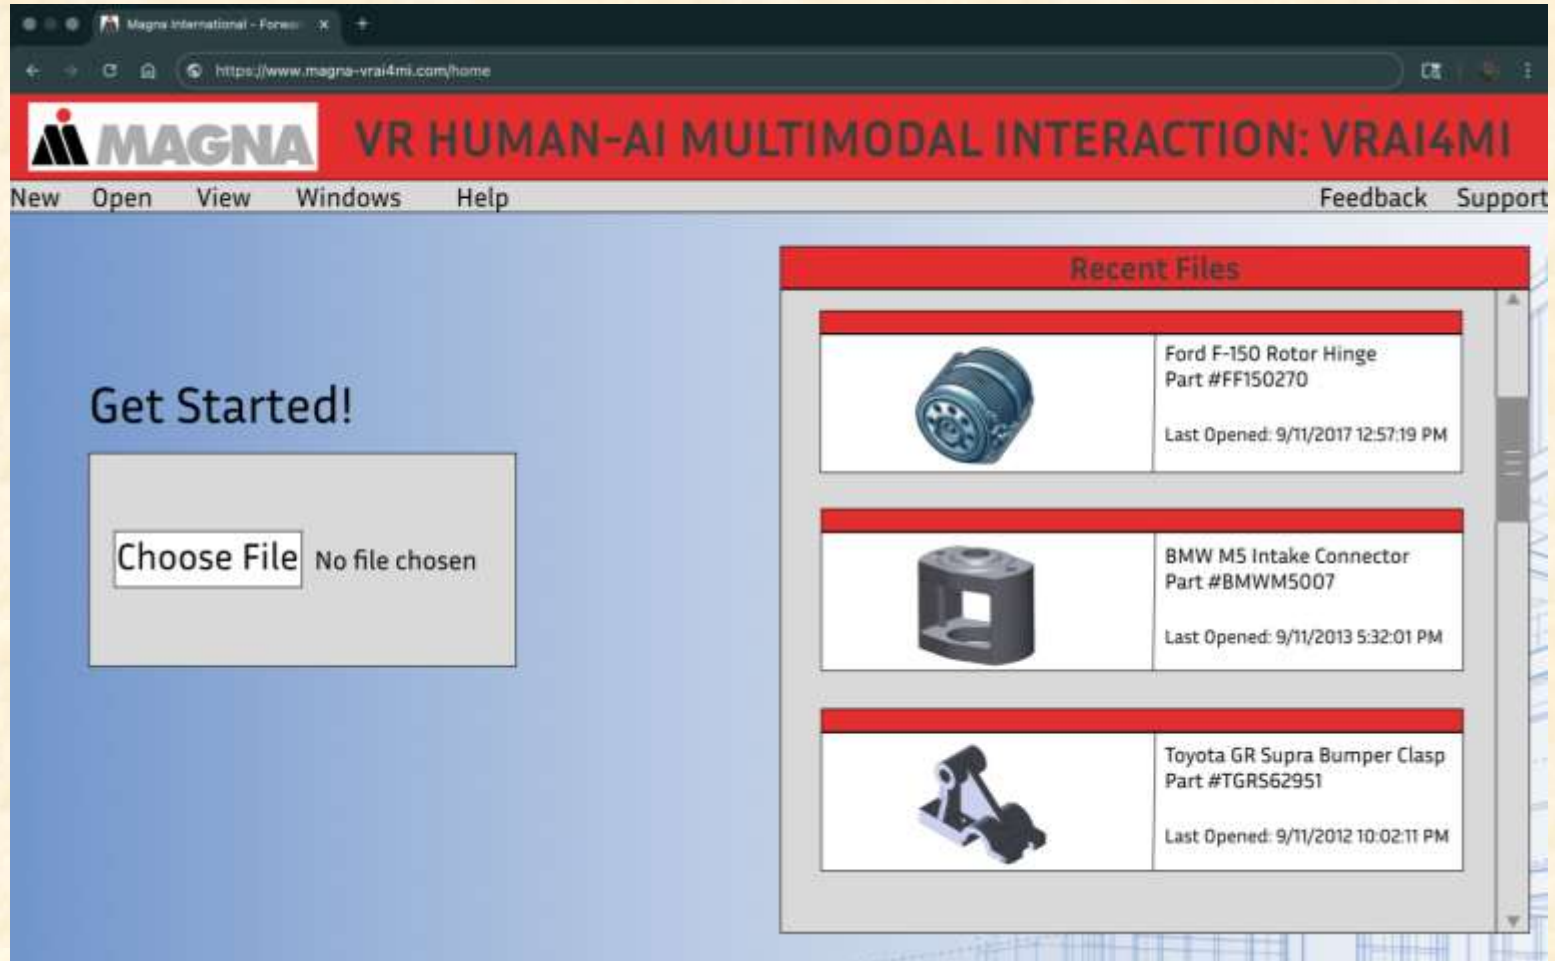 Magna International - Forwar
https://www.magna-vrai4mi.com/home
MAGNA
VR HUMAN-AI MULTIMODAL INTERACTION: VRAI4MI
New Open View Windows Help Feedback Support
Get Started!
Choose File No file chosen
Recent Files
Ford F-150 Rotor Hinge
Part #FF150270
Last Opened: 9/11/2017 12:57:19 PM
BMW M5 Intake Connector
Part #BMWM5007
Last Opened: 9/11/2013 5:32:01 PM
Toyota GR Supra Bumper Clasp
Part #TGRS62951
Last Opened: 9/11/2012 10:02:11 PM